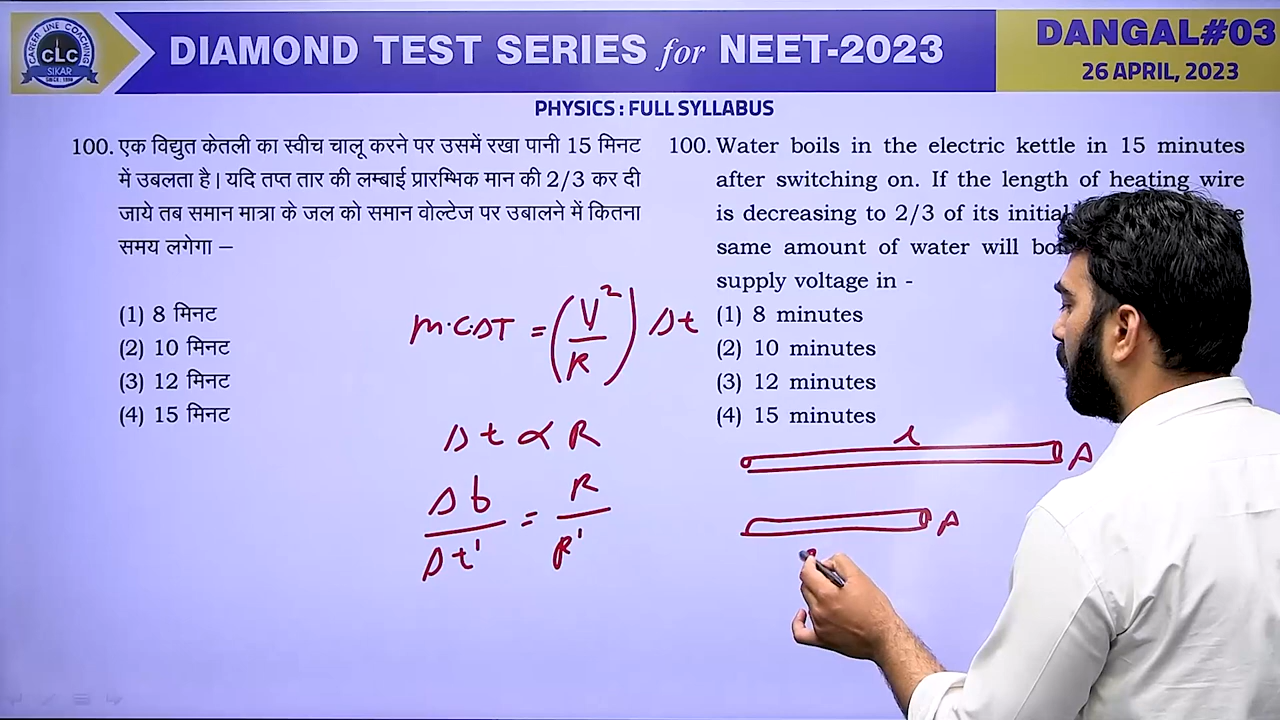 CAREER LINE COACHING
CLC
SIKAR
SINCE : 1996
DIAMOND TEST SERIES for NEET-2023
DANGAL#03
26 APRIL, 2023
PHYSICS : FULL SYLLABUS
100. एक विद्युत केतली का स्वीच चालू करने पर उसमें रखा पानी 15 मिनट
में उबलता है। यदि तप्त तार की लम्बाई प्रारम्भिक मान की 2/3 कर दी
जाये तब समान मात्रा के जल को समान वोल्टेज पर उबालने में कितना
समय लगेगा –
(1) 8 मिनट
(2) 10 मिनट
(3) 12 मिनट
(4) 15 मिनट
100. Water boils in the electric kettle in 15 minutes
after switching on. If the length of heating wire
is decreasing to 2/3 of its initial
same amount of water will
supply voltage in -
(1) 8 minutes
(2) 10 minutes
(3) 12 minutes
(4) 15 minutes
m.C.ΔT = (V²/R) Δt
Δt ∝ R
Δt/Δt' = R/R'
l
A
A